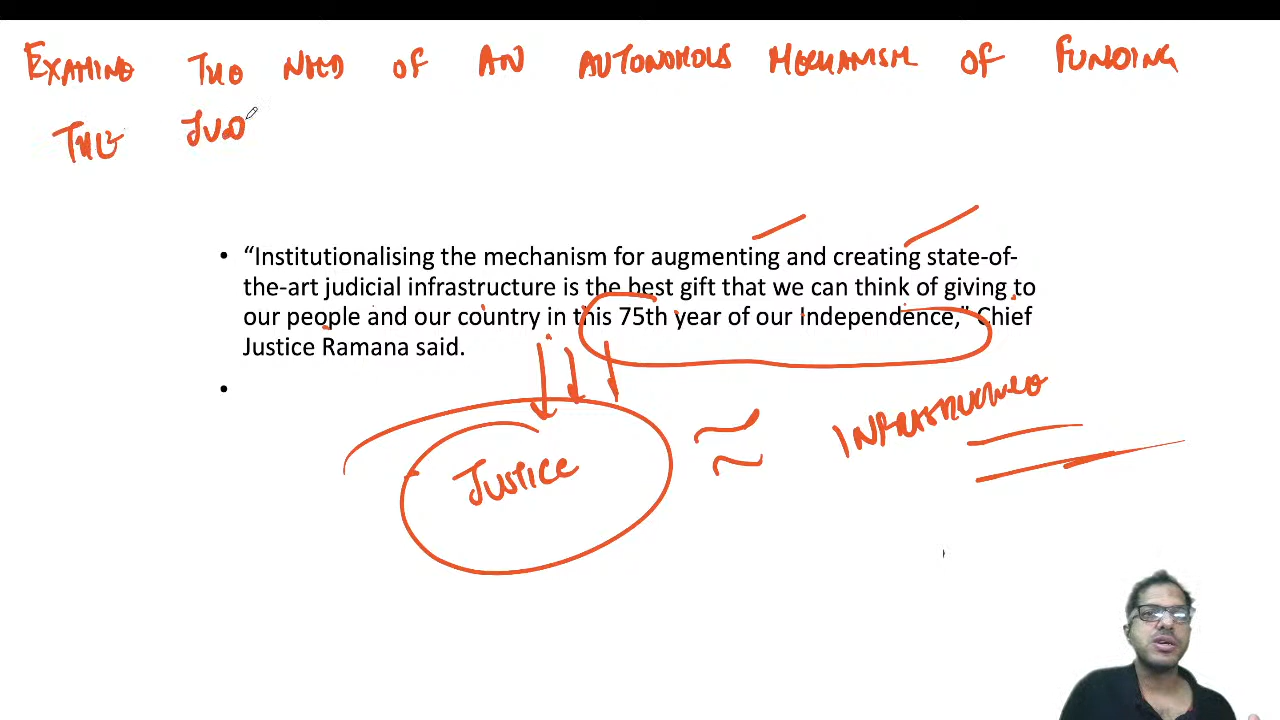 EXAMINE THE NEED OF AN AUTONOMOUS MECHANISM OF FUNDING
THE JUD
• “Institutionalising the mechanism for augmenting and creating state-of-
the-art judicial infrastructure is the best gift that we can think of giving to
our people and our country in this 75th year of our Independence,” Chief
Justice Ramana said.
•
JUSTICE ≈ INFRASTRUCTURE